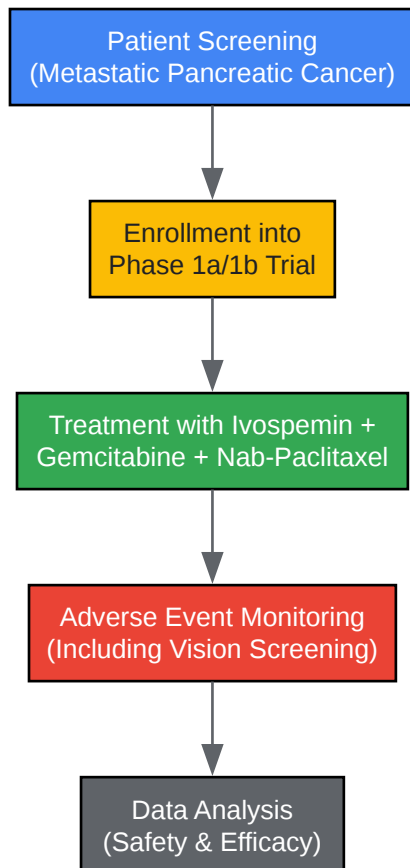 Patient Screening
(Metastatic Pancreatic Cancer)
Enrollment into
Phase 1a/1b Trial
Treatment with Ivospemin +
Gemcitabine + Nab-Paclitaxel
Adverse Event Monitoring
(Including Vision Screening)
Data Analysis
(Safety & Efficacy)